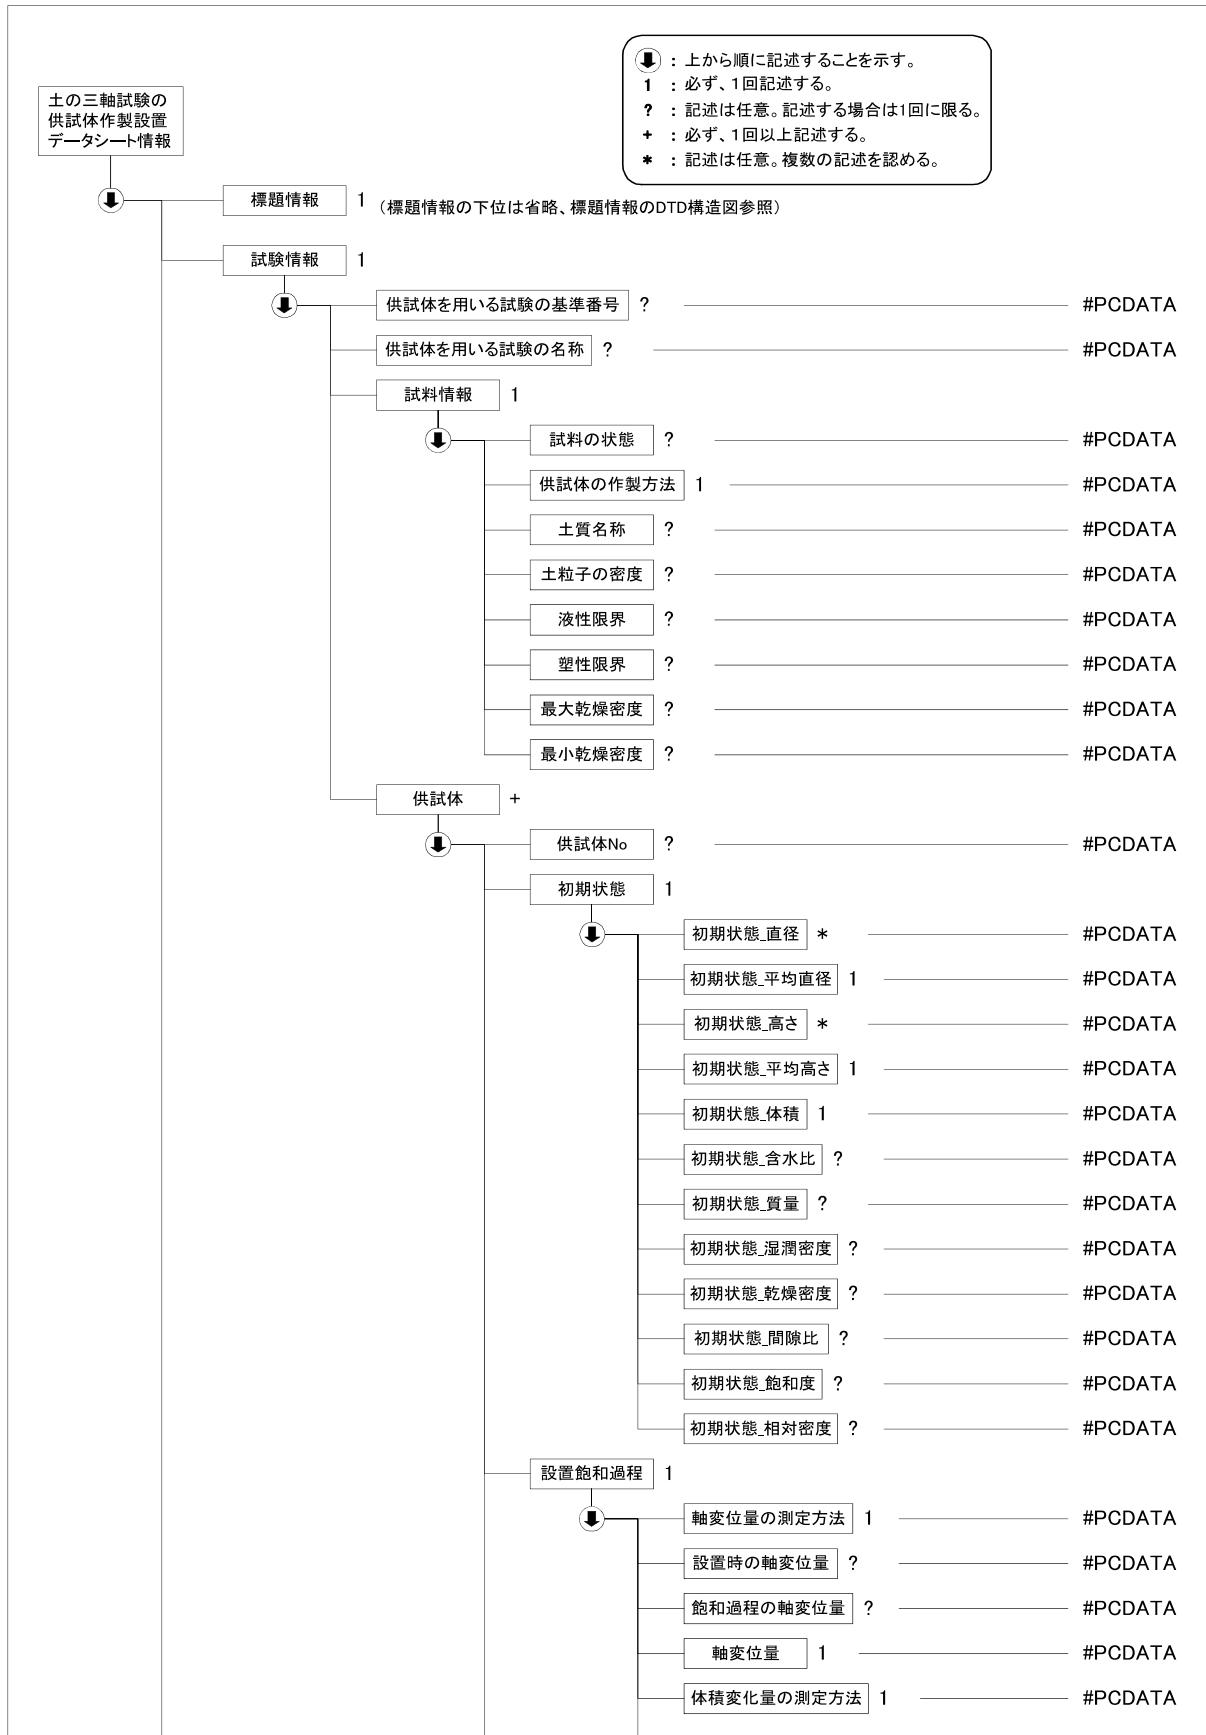 ：上から順に記述することを示す。
1 ：必ず、1回記述する。
? ：記述は任意。記述する場合は1回に限る。
+ ：必ず、1回以上記述する。
* ：記述は任意。複数の記述を認める。
土の三軸試験の
供試体作製設置
データシート情報
標題情報 1 （標題情報の下位は省略、標題情報のDTD構造図参照）
試験情報 1
供試体を用いる試験の基準番号 ? #PCDATA
供試体を用いる試験の名称 ? #PCDATA
試料情報 1
試料の状態 ? #PCDATA
供試体の作製方法 1 #PCDATA
土質名称 ? #PCDATA
土粒子の密度 ? #PCDATA
液性限界 ? #PCDATA
塑性限界 ? #PCDATA
最大乾燥密度 ? #PCDATA
最小乾燥密度 ? #PCDATA
供試体 +
供試体No ? #PCDATA
初期状態 1
初期状態_直径 * #PCDATA
初期状態_平均直径 1 #PCDATA
初期状態_高さ * #PCDATA
初期状態_平均高さ 1 #PCDATA
初期状態_体積 1 #PCDATA
初期状態_含水比 ? #PCDATA
初期状態_質量 ? #PCDATA
初期状態_湿潤密度 ? #PCDATA
初期状態_乾燥密度 ? #PCDATA
初期状態_間隙比 ? #PCDATA
初期状態_飽和度 ? #PCDATA
初期状態_相対密度 ? #PCDATA
設置飽和過程 1
軸変位量の測定方法 1 #PCDATA
設置時の軸変位量 ? #PCDATA
飽和過程の軸変位量 ? #PCDATA
軸変位量 1 #PCDATA
体積変化量の測定方法 1 #PCDATA